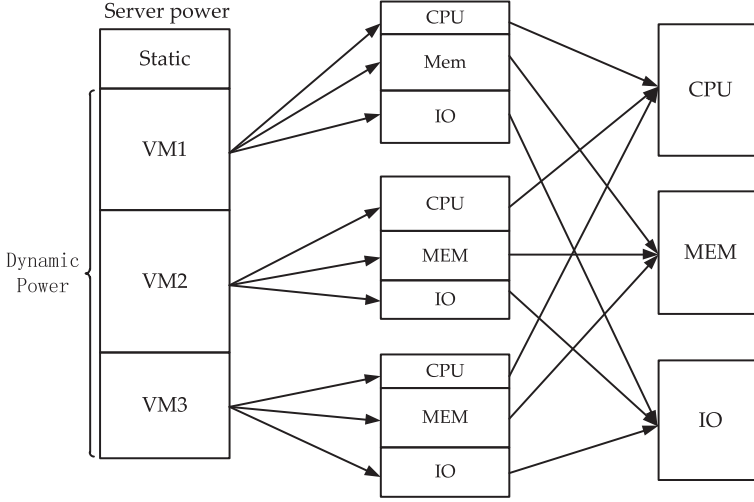 Server power
Static
VM1
VM2
VM3
Dynamic
Power
CPU
Mem
IO
CPU
MEM
IO
CPU
MEM
IO
CPU
MEM
IO